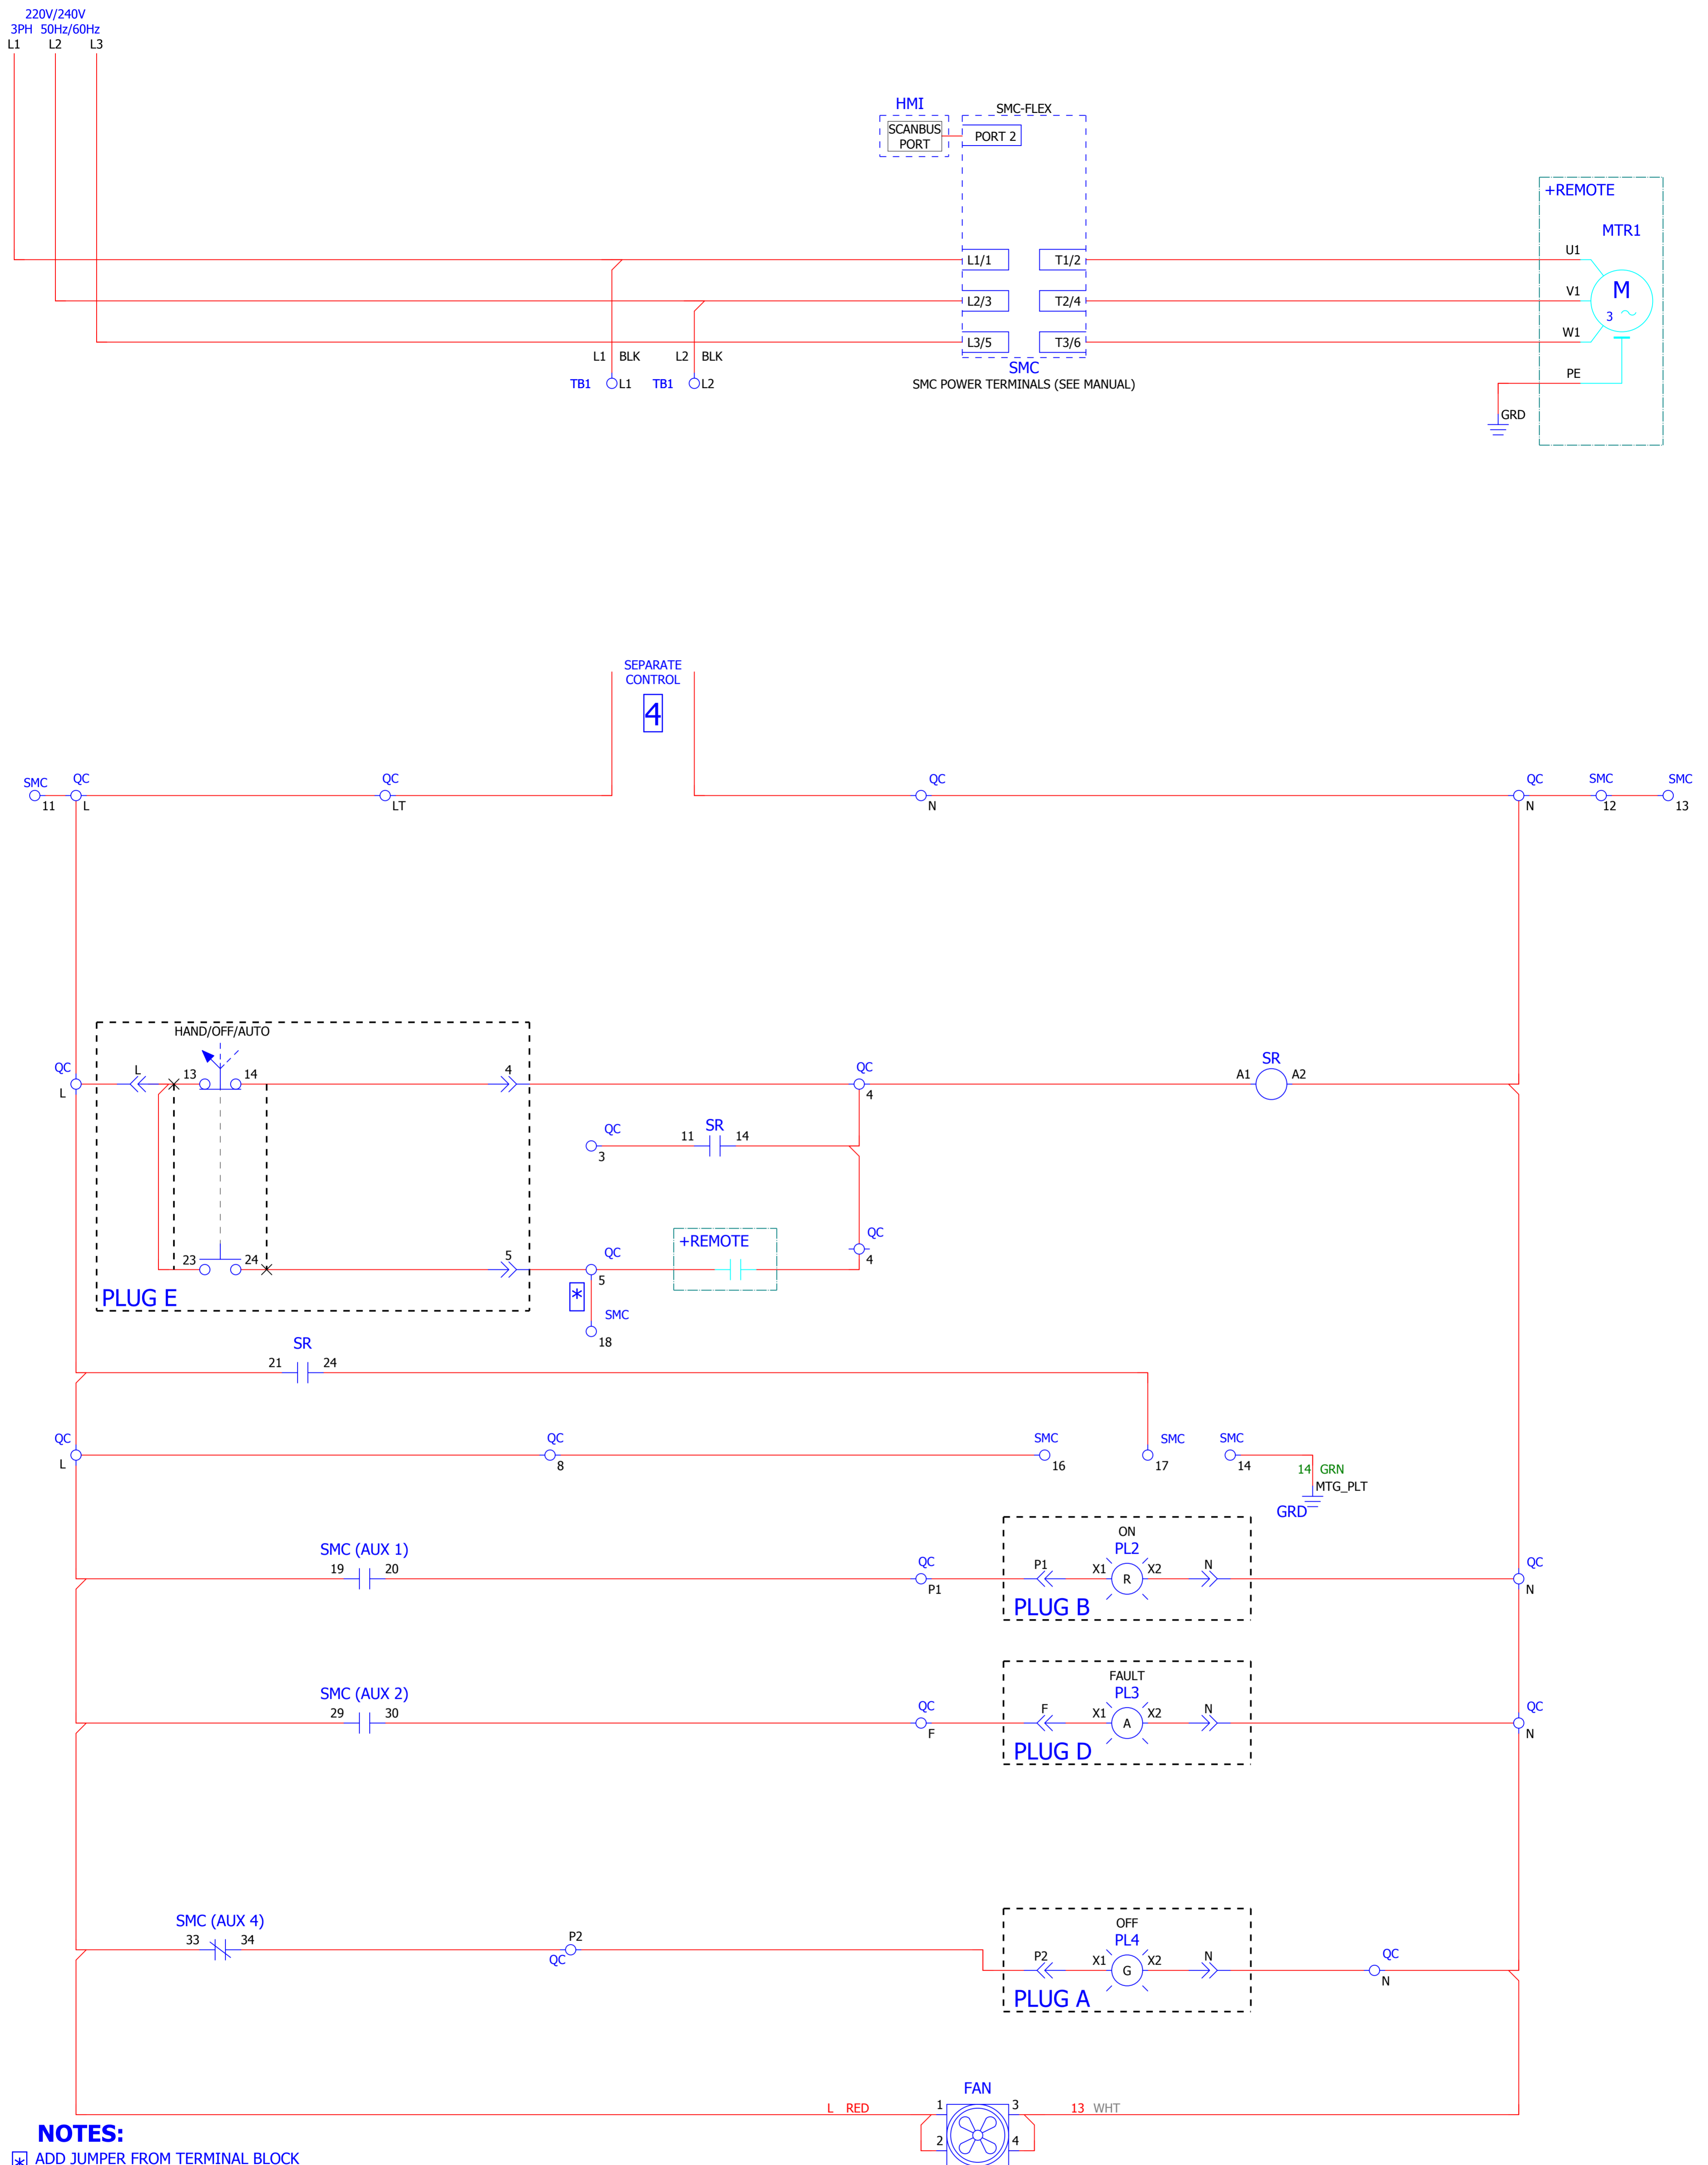 220V/240V
3PH 50Hz/60Hz
L1 L2 L3
HMI
SMC-FLEX
SCANBUS
PORT
PORT 2
+REMOTE
MTR1
L1/1 T1/2 U1
L2/3 T2/4 V1
M
3
L3/5 T3/6 W1
L1 BLK L2 BLK
SMC
PE
TB1 L1 TB1 L2
SMC POWER TERMINALS (SEE MANUAL)
GRD
SEPARATE
CONTROL
4
SMC QC QC QC QC SMC SMC
11 L LT N N 12 13
HAND/OFF/AUTO
QC L 13 14 4 QC SR
A1 A2
L 4
QC SR
11 14
3
QC
+REMOTE
23 24 5 QC 4
5
PLUG E
*
SMC
18
SR
21 24
QC QC SMC SMC SMC
L 8 16 17 14
14 GRN
MTG_PLT
GRD
ON
SMC (AUX 1) PL2
19 20 QC P1 X1 R X2 N QC
P1 N
PLUG B
FAULT
SMC (AUX 2) PL3
29 30 QC F X1 A X2 N QC
F N
PLUG D
SMC (AUX 4) OFF
33 34 P2 PL4
QC P2 X1 G X2 N QC
N
PLUG A
FAN
L RED 1 3 13 WHT
2 4
NOTES:
* ADD JUMPER FROM TERMINAL BLOCK